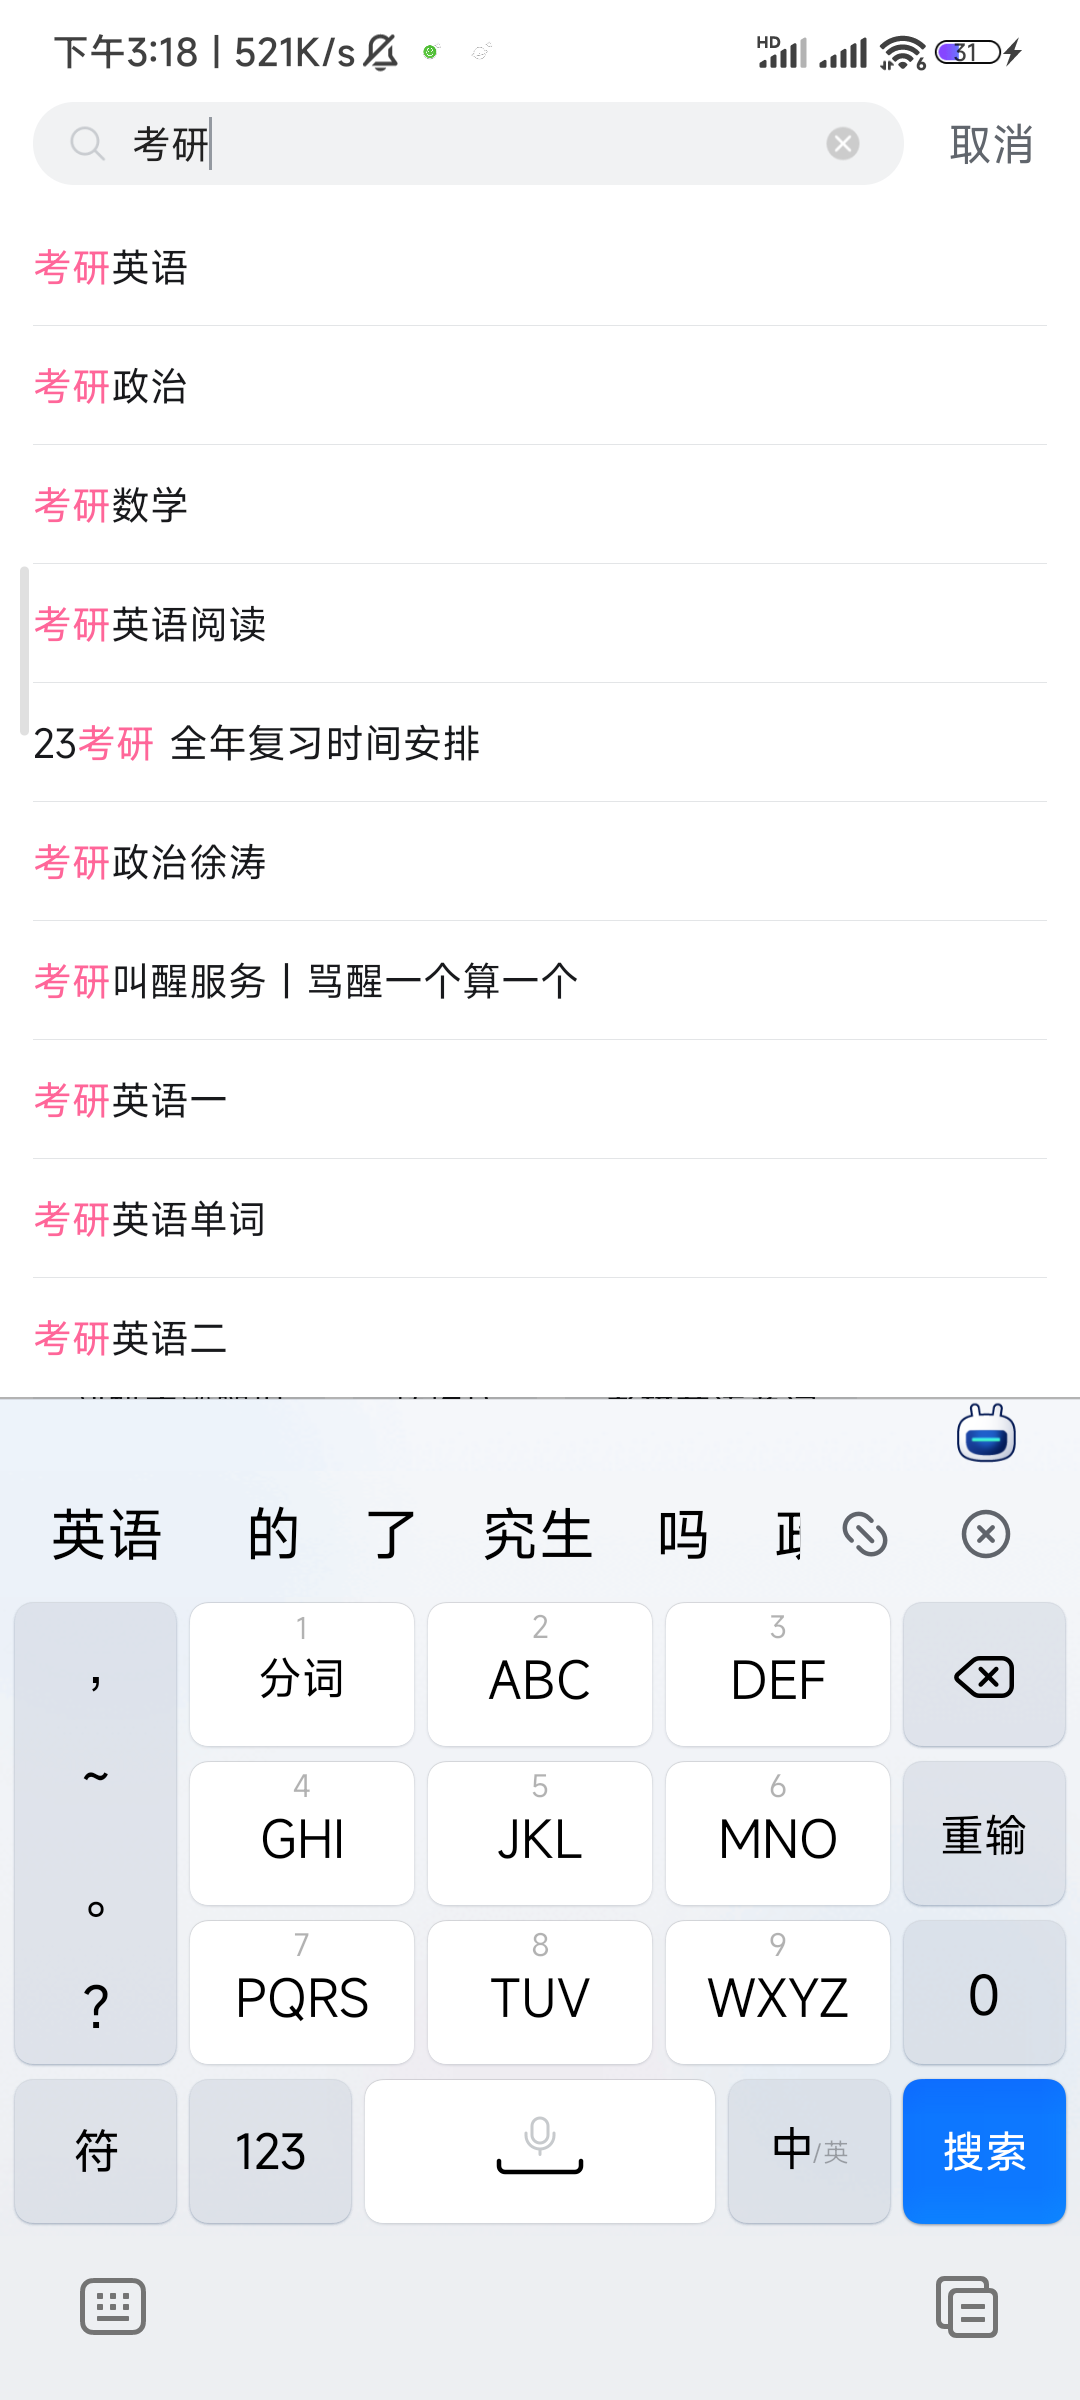 下午3:18 | 521K/s HD 6 31
考研 取消
考研英语
考研政治
考研数学
考研英语阅读
23考研 全年复习时间安排
考研政治徐涛
考研叫醒服务 | 骂醒一个算一个
考研英语一
考研英语单词
考研英语二
英语 的 了 究生 吗
， 1 2 3
分词 ABC DEF
~ 4 5 6
GHI JKL MNO 重输
。 7 8 9
? PQRS TUV WXYZ 0
符 123 中/英 搜索